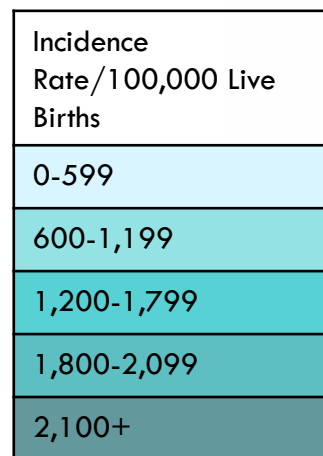 Incidence
Rate/100,000 Live
Births
0-599
600-1,199
1,200-1,799
1,800-2,099
2,100+